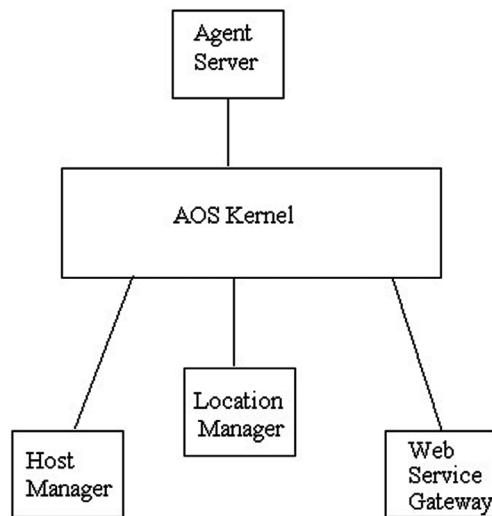 Agent
Server
AOS Kernel
Location
Manager
Host
Manager
Web
Service
Gateway